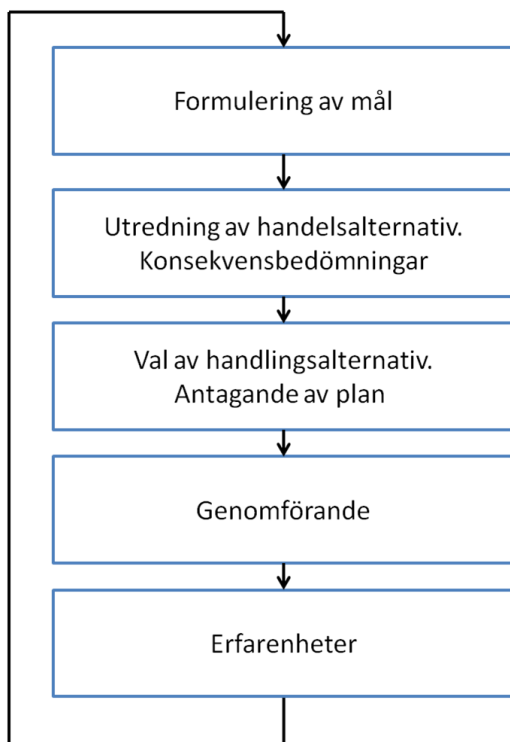 Formulering av mål
Utredning av handelsalternativ.
Konsekvensbedömningar
Val av handlingsalternativ.
Antagande av plan
Genomförande
Erfarenheter